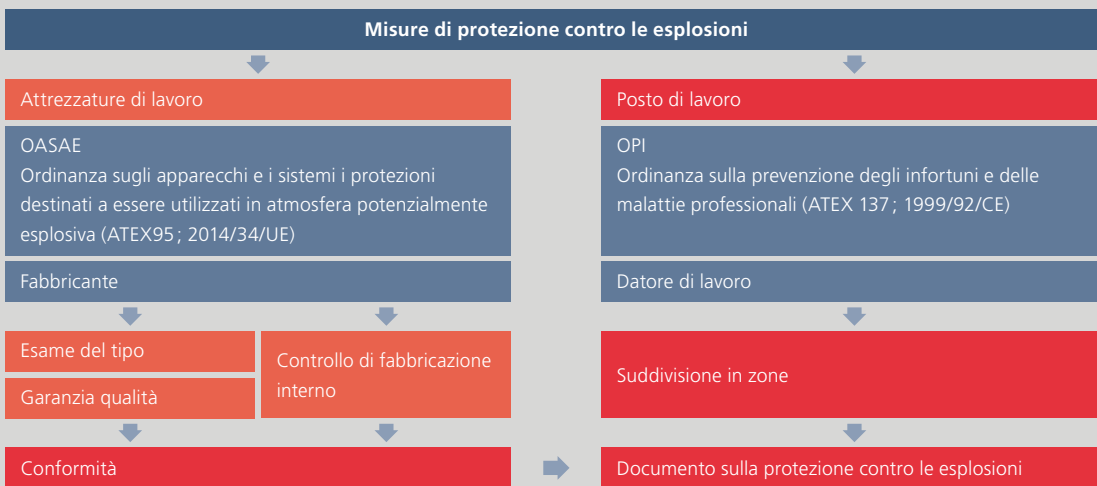 Misure di protezione contro le esplosioni
Attrezzature di lavoro
OASAE
Ordinanza sugli apparecchi e i sistemi i protezioni
destinati a essere utilizzati in atmosfera potenzialmente
esplosiva (ATEX95; 2014/34/UE)
Fabbricante
Esame del tipo
Garanzia qualità
Controllo di fabbricazione
interno
Conformità
Posto di lavoro
OPI
Ordinanza sulla prevenzione degli infortuni e delle
malattie professionali (ATEX 137; 1999/92/CE)
Datore di lavoro
Suddivisione in zone
Documento sulla protezione contro le esplosioni